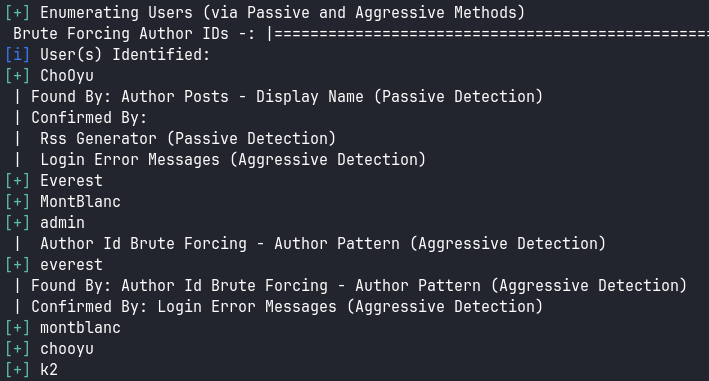 [+] Enumerating Users (via Passive and Aggressive Methods)
 Brute Forcing Author IDs -: |================================================
[i] User(s) Identified:
[+] ChoOyu
 | Found By: Author Posts - Display Name (Passive Detection)
 | Confirmed By:
 |  Rss Generator (Passive Detection)
 |  Login Error Messages (Aggressive Detection)
[+] Everest
[+] MontBlanc
[+] admin
 |  Author Id Brute Forcing - Author Pattern (Aggressive Detection)
[+] everest
 | Found By: Author Id Brute Forcing - Author Pattern (Aggressive Detection)
 | Confirmed By: Login Error Messages (Aggressive Detection)
[+] montblanc
[+] chooyu
[+] k2